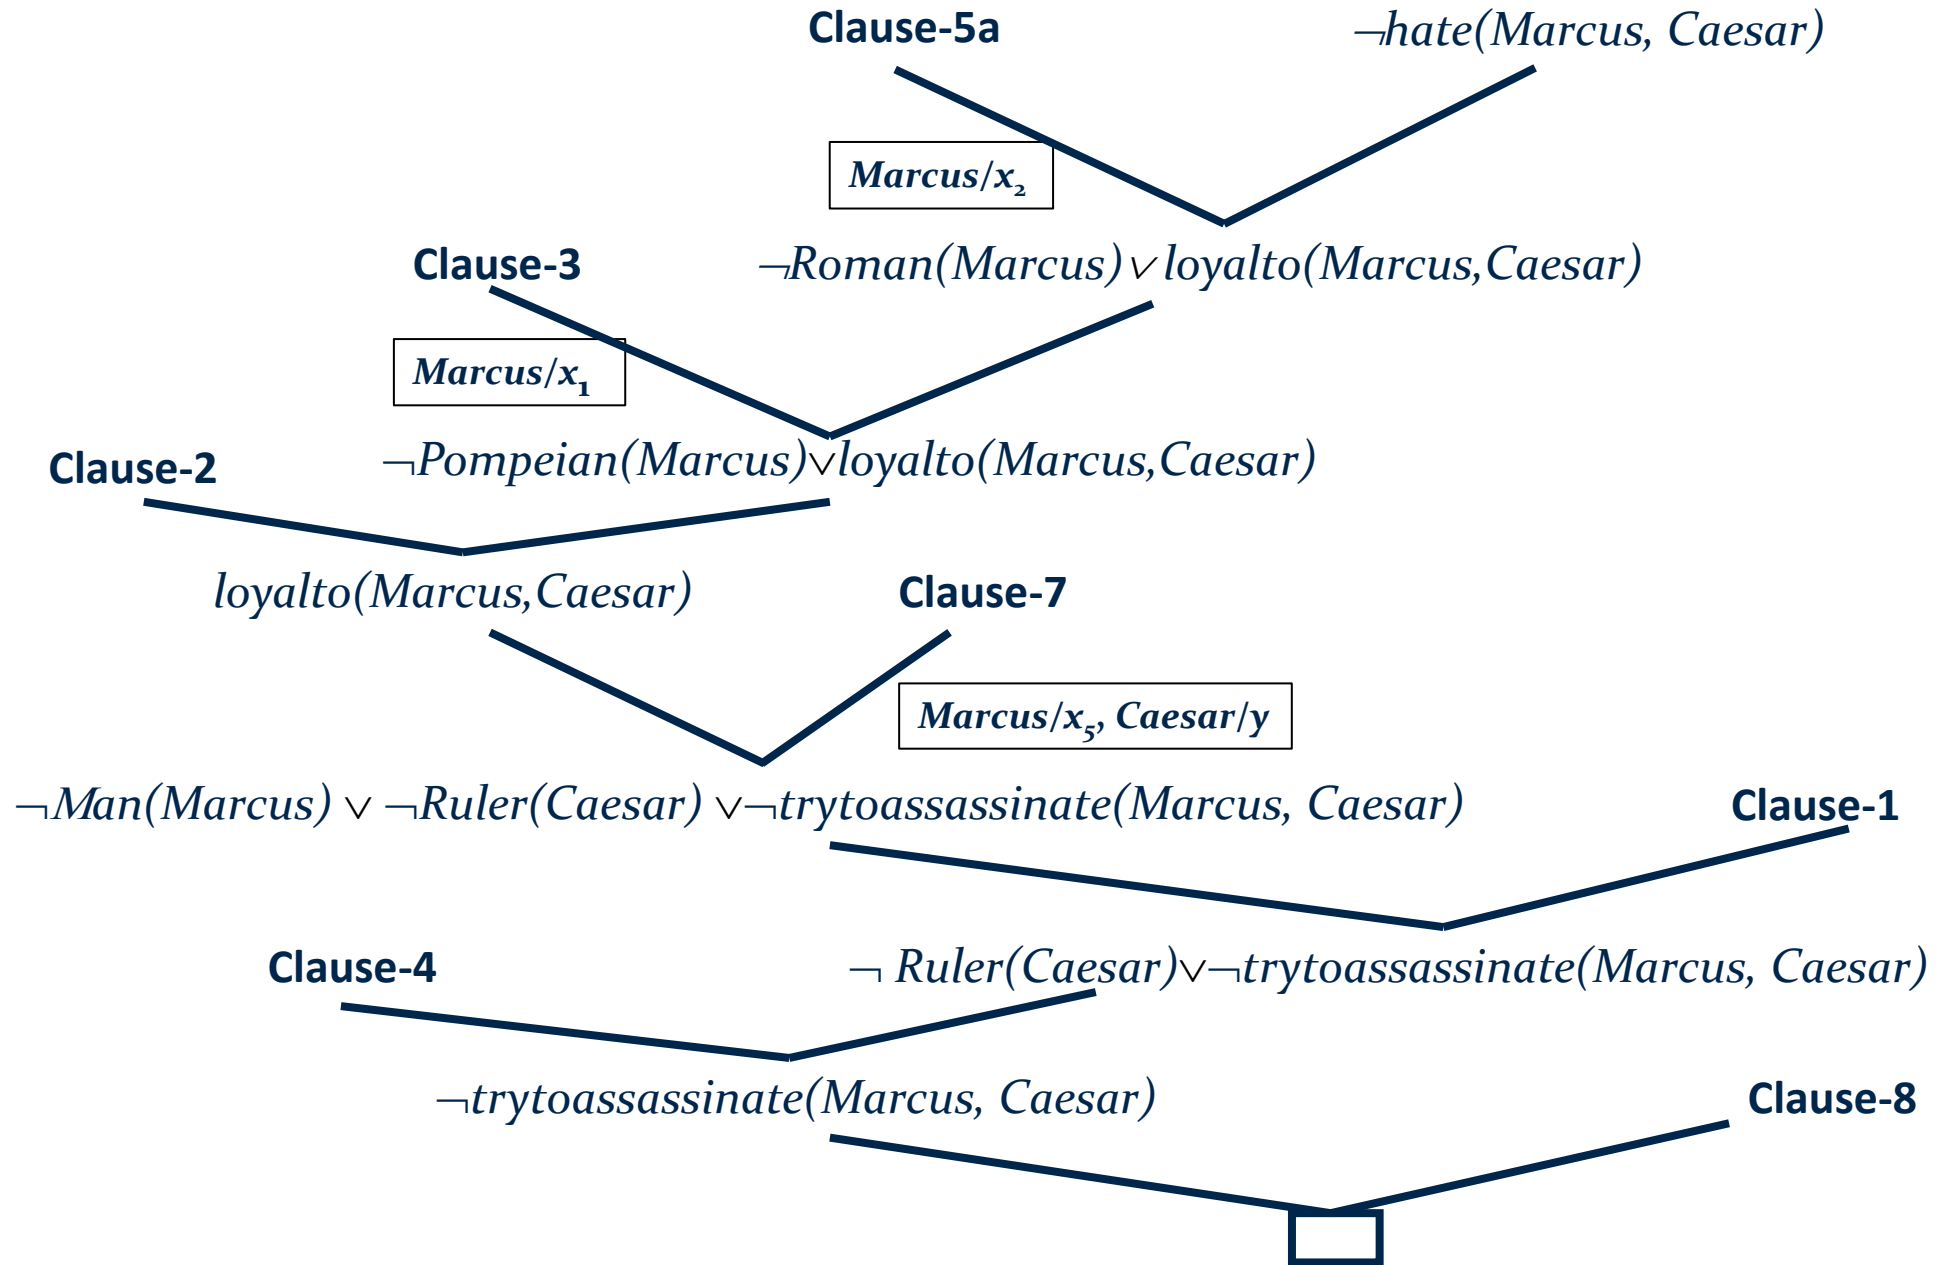 Clause-5a ¬hate(Marcus, Caesar)
Marcus/x₂
Clause-3 ¬Roman(Marcus)∨loyalto(Marcus,Caesar)
Marcus/x₁
Clause-2 ¬Pompeian(Marcus)∨loyalto(Marcus,Caesar)
loyalto(Marcus,Caesar) Clause-7
Marcus/x₅, Caesar/y
¬Man(Marcus) ∨ ¬Ruler(Caesar) ∨¬trytoassassinate(Marcus, Caesar) Clause-1
Clause-4 ¬ Ruler(Caesar)∨¬trytoassassinate(Marcus, Caesar)
¬trytoassassinate(Marcus, Caesar) Clause-8